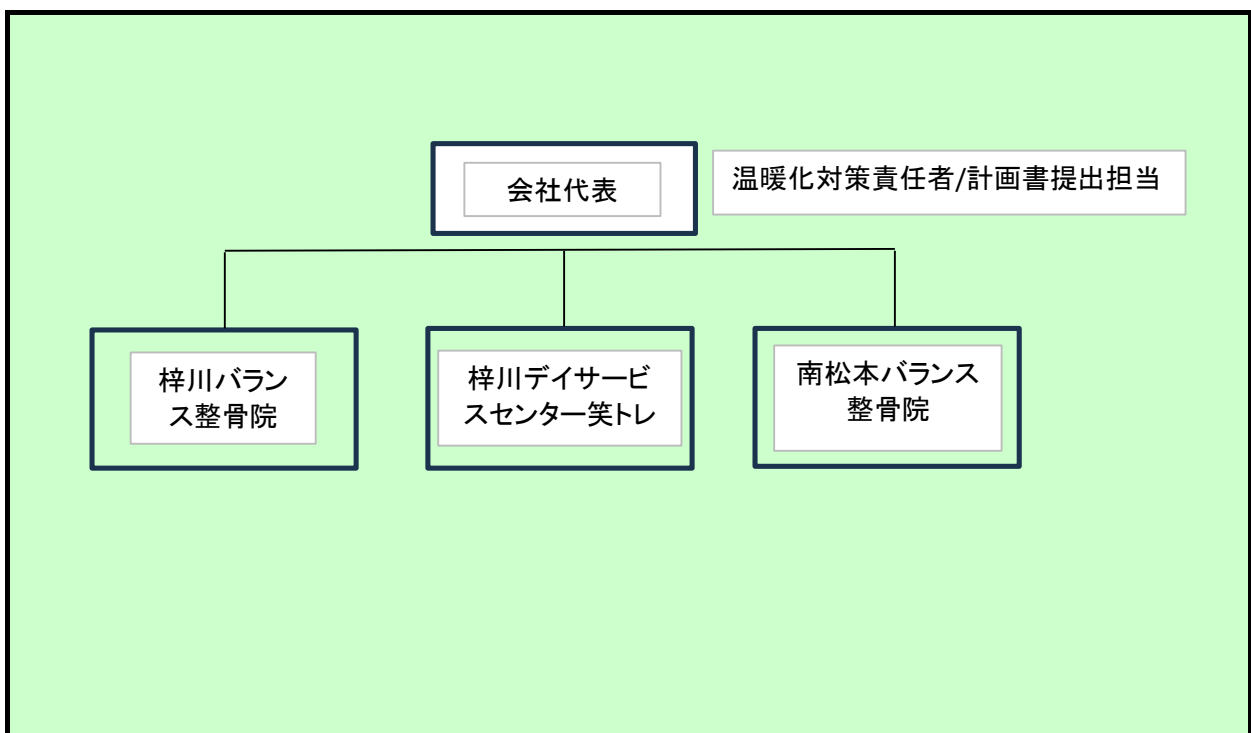 会社代表
温暖化対策責任者/計画書提出担当
梓川バラン
ス整骨院
梓川デイサービ
スセンター笑トレ
南松本バランス
整骨院